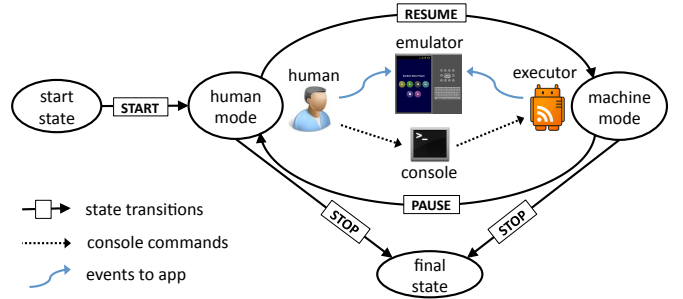 RESUME
emulator
human
executor
start
state
START
human
mode
machine
mode
>_
console
PAUSE
STOP
STOP
state transitions
console commands
events to app
final
state